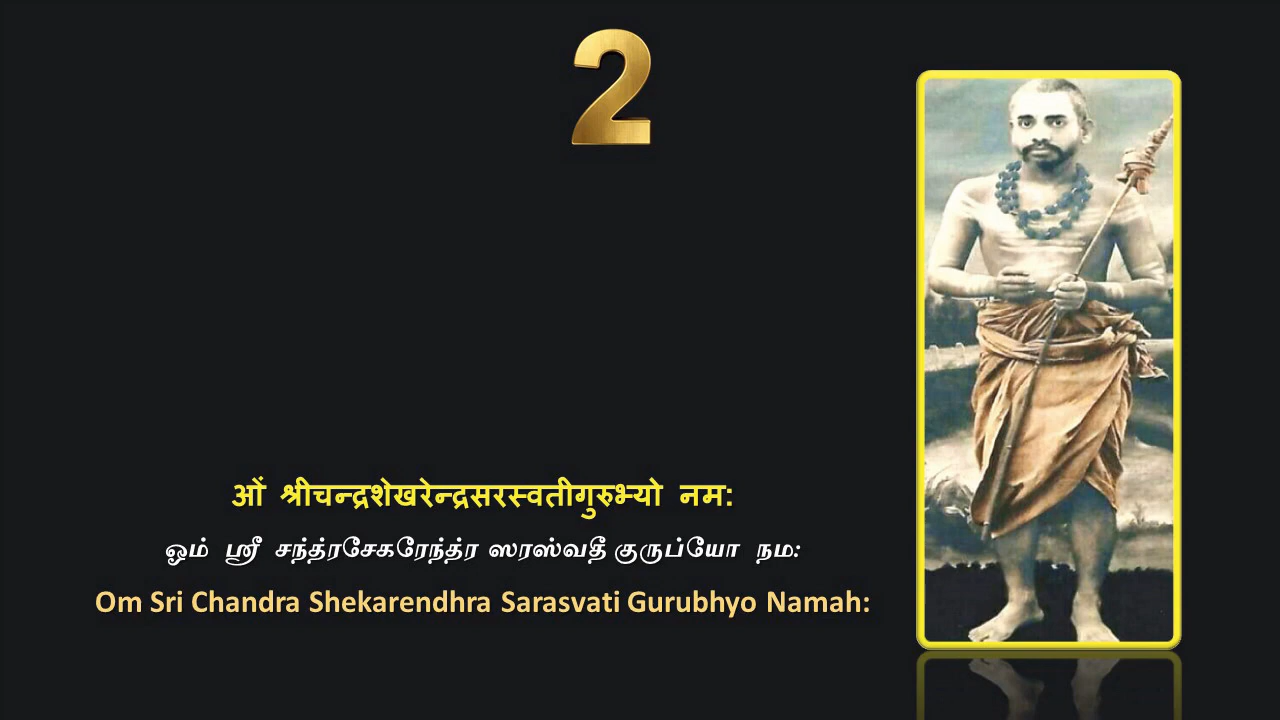 2
ओं श्रीचन्द्रशेखरेन्द्रसरस्वतीगुरुभ्यो नम:
ஓம் ஸ்ரீ சந்த்ரசேகரேந்த்ர ஸரஸ்வதீ குருப்யோ நம:
Om Sri Chandra Shekarendhra Sarasvati Gurubhyo Namah: